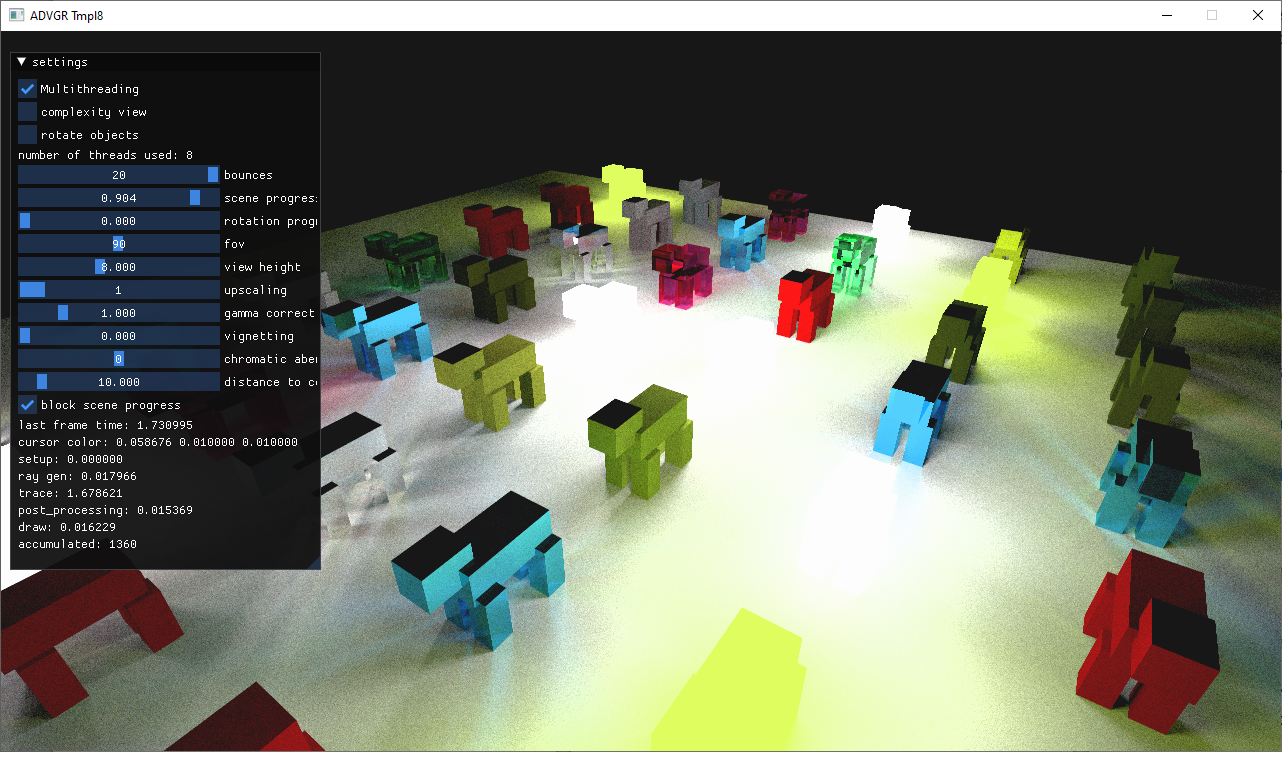 ADVGR Tmpl8
settings
Multithreading
complexity view
rotate objects
number of threads used: 8
20 bounces
0.904 scene progres
0.000 rotation prog
90 fov
8.000 view height
1 upscaling
1.000 gamma correct
0.000 vignetting
0 chromatic aber
10.000 distance to c
block scene progress
last frame time: 1.730995
cursor color: 0.058676 0.010000 0.010000
setup: 0.000000
ray gen: 0.017966
trace: 1.678621
post_processing: 0.015369
draw: 0.016229
accumulated: 1360